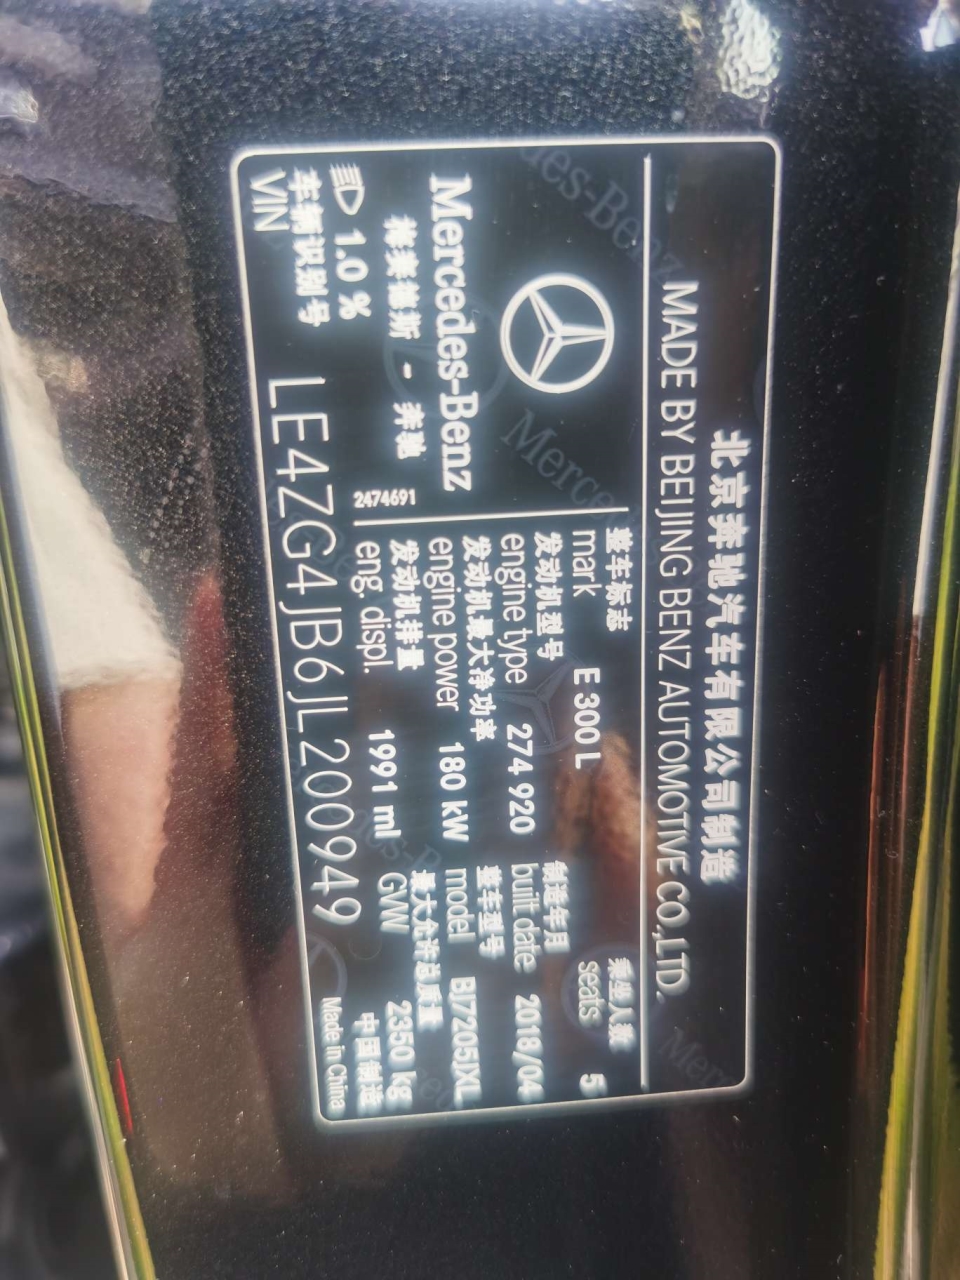 北京奔驰汽车有限公司制造
MADE BY BEIJING BENZ AUTOMOTIVE CO.,LTD.
Mercedes-Benz
梅赛德斯 - 奔驰
2474691
整车标志
mark E 300 L
乘坐人数
seats 5
发动机型号
engine type 274 920
制造年月
built date 2018/04
发动机最大净功率
engine power 180 kW
整车型号
model BJ7205JXL
发动机排量
eng. displ. 1991 ml
最大允许总质量
GVW 2350 kg
1.0 %
车辆识别号
VIN LE4ZG4JB6JL200949
中国制造
Made in China